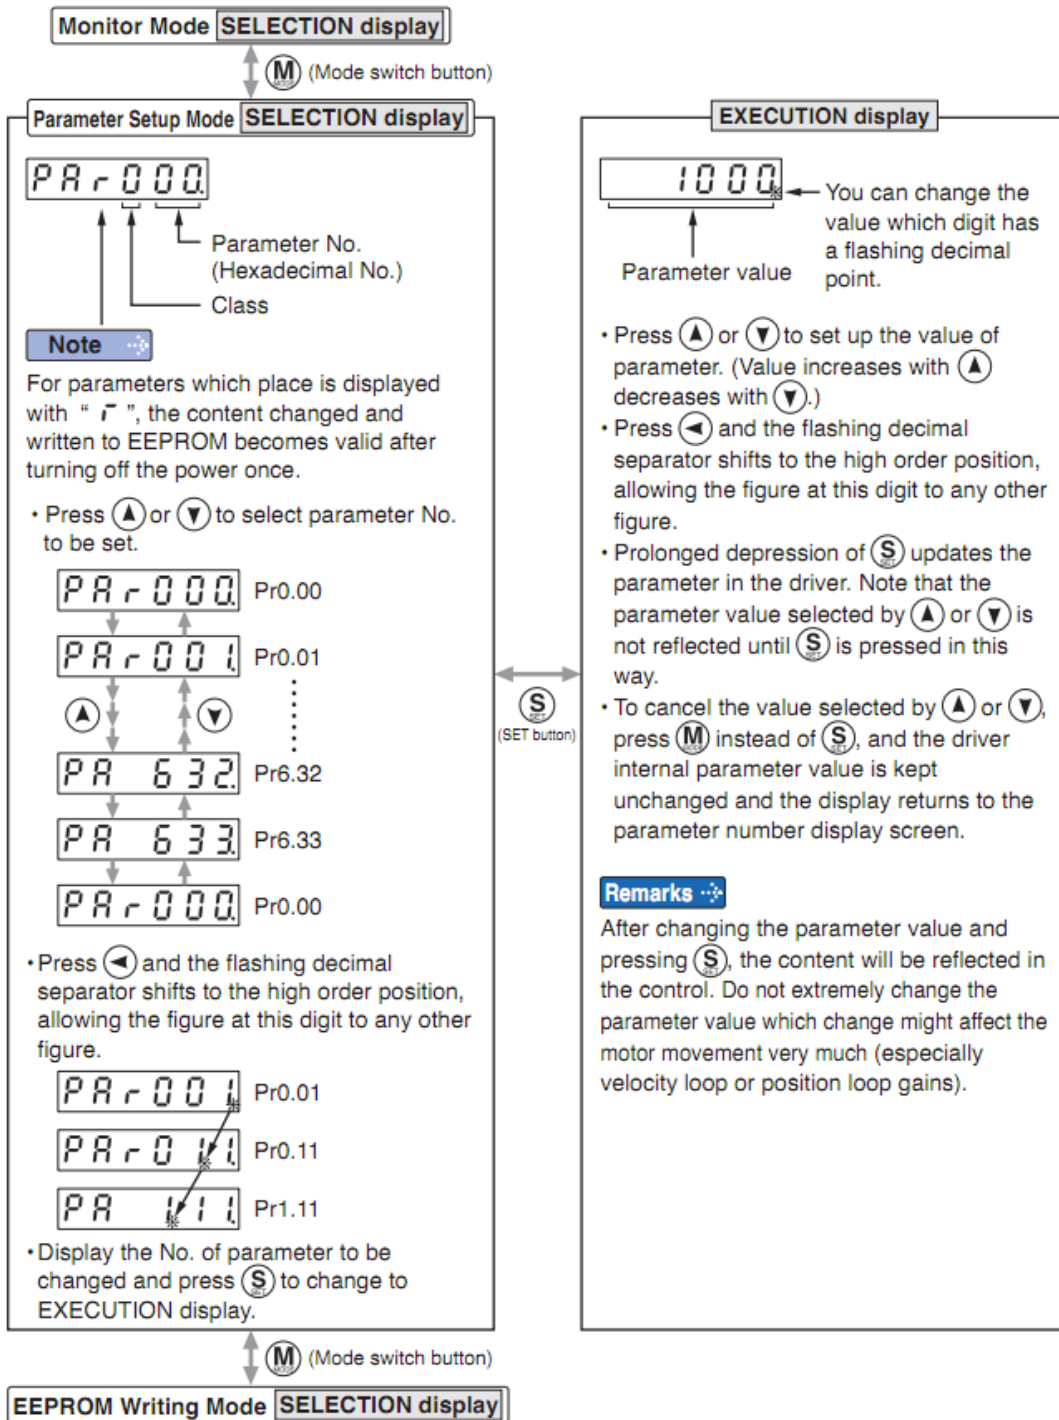 Monitor Mode SELECTION display
M MODE (Mode switch button)
Parameter Setup Mode SELECTION display
PAr000.
Parameter No.
(Hexadecimal No.)
Class
Note
For parameters which place is displayed
with “ r ”, the content changed and
written to EEPROM becomes valid after
turning off the power once.
• Press ▲ or ▼ to select parameter No.
to be set.
PAr000. Pr0.00
PAr001. Pr0.01
▲ ▼
PA 632. Pr6.32
PA 633. Pr6.33
PAr000. Pr0.00
• Press ◄ and the flashing decimal
separator shifts to the high order position,
allowing the figure at this digit to any other
figure.
PAr001. Pr0.01
PAr01.1. Pr0.11
PA 1.11. Pr1.11
• Display the No. of parameter to be
changed and press S SET to change to
EXECUTION display.
S SET
(SET button)
EXECUTION display
1000.
You can change the
value which digit has
a flashing decimal
point.
Parameter value
• Press ▲ or ▼ to set up the value of
parameter. (Value increases with ▲
decreases with ▼.)
• Press ◄ and the flashing decimal
separator shifts to the high order position,
allowing the figure at this digit to any other
figure.
• Prolonged depression of S SET updates the
parameter in the driver. Note that the
parameter value selected by ▲ or ▼ is
not reflected until S SET is pressed in this
way.
• To cancel the value selected by ▲ or ▼,
press M MODE instead of S SET, and the driver
internal parameter value is kept
unchanged and the display returns to the
parameter number display screen.
Remarks
After changing the parameter value and
pressing S SET, the content will be reflected in
the control. Do not extremely change the
parameter value which change might affect the
motor movement very much (especially
velocity loop or position loop gains).
M MODE (Mode switch button)
EEPROM Writing Mode SELECTION display